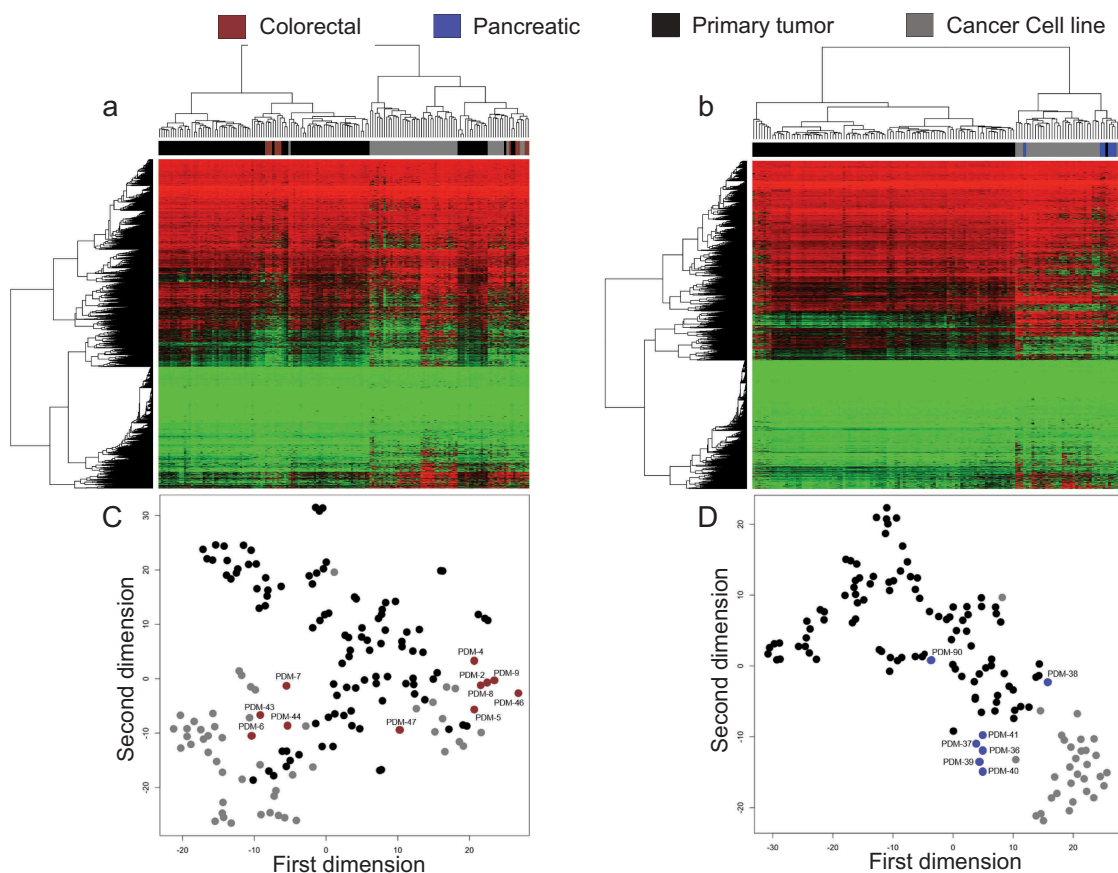 Colorectal Pancreatic Primary tumor Cancer Cell line
a
b
C
30
20
10
0
-10
-20
Second dimension
PDM-4
PDM-2
PDM-9
PDM-8
PDM-46
PDM-5
PDM-7
PDM-43
PDM-44
PDM-6
PDM-47
-20 -10 0 10 20
First dimension
D
20
10
0
-10
-20
Second dimension
PDM-90
PDM-38
PDM-41
PDM-37
PDM-36
PDM-39
PDM-40
-30 -20 -10 0 10 20
First dimension